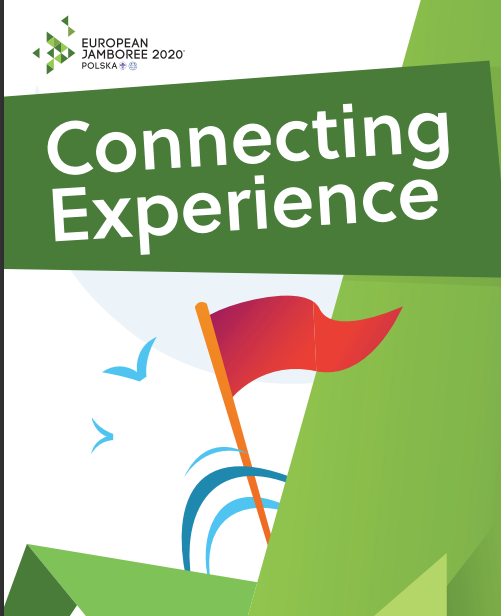 EUROPEAN
JAMBOREE 2020
POLSKA
Connecting
Experience